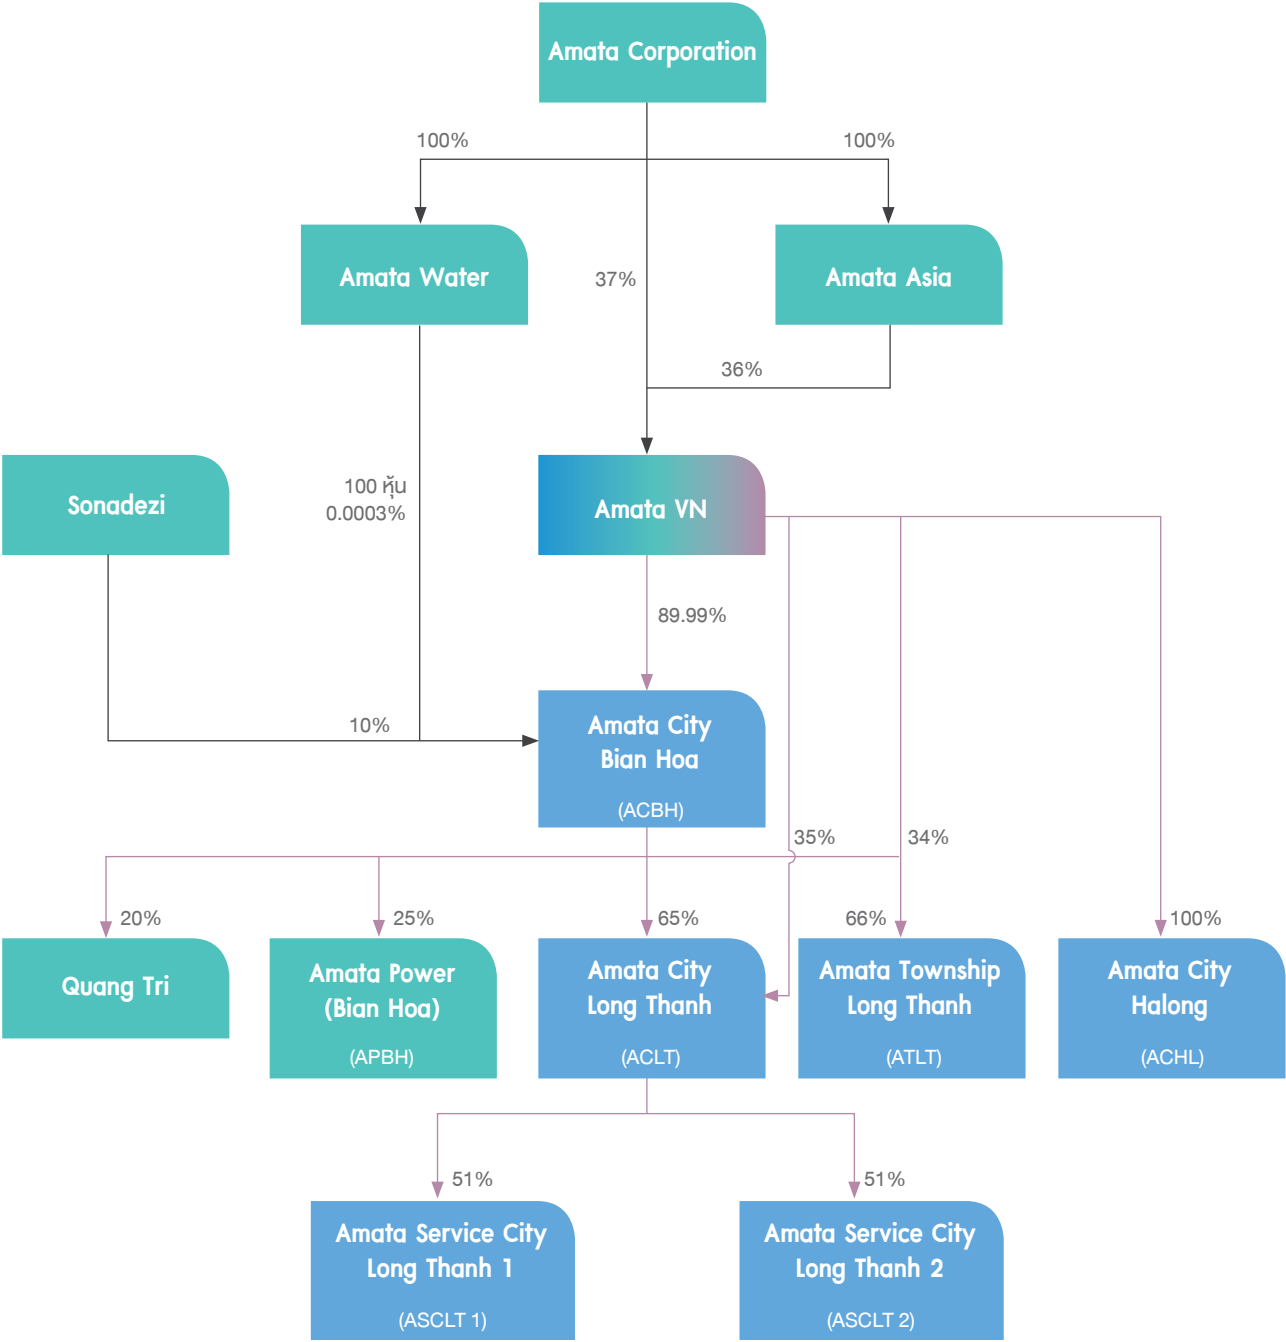 Amata Corporation
100%
100%
Amata Water
37%
Amata Asia
36%
Sonadezi
100 หุ้น
0.0003%
Amata VN
89.99%
10%
Amata City
Bian Hoa
(ACBH)
35%
34%
20%
25%
65%
66%
100%
Quang Tri
Amata Power
(Bian Hoa)
(APBH)
Amata City
Long Thanh
(ACLT)
Amata Township
Long Thanh
(ATLT)
Amata City
Halong
(ACHL)
51%
51%
Amata Service City
Long Thanh 1
(ASCLT 1)
Amata Service City
Long Thanh 2
(ASCLT 2)